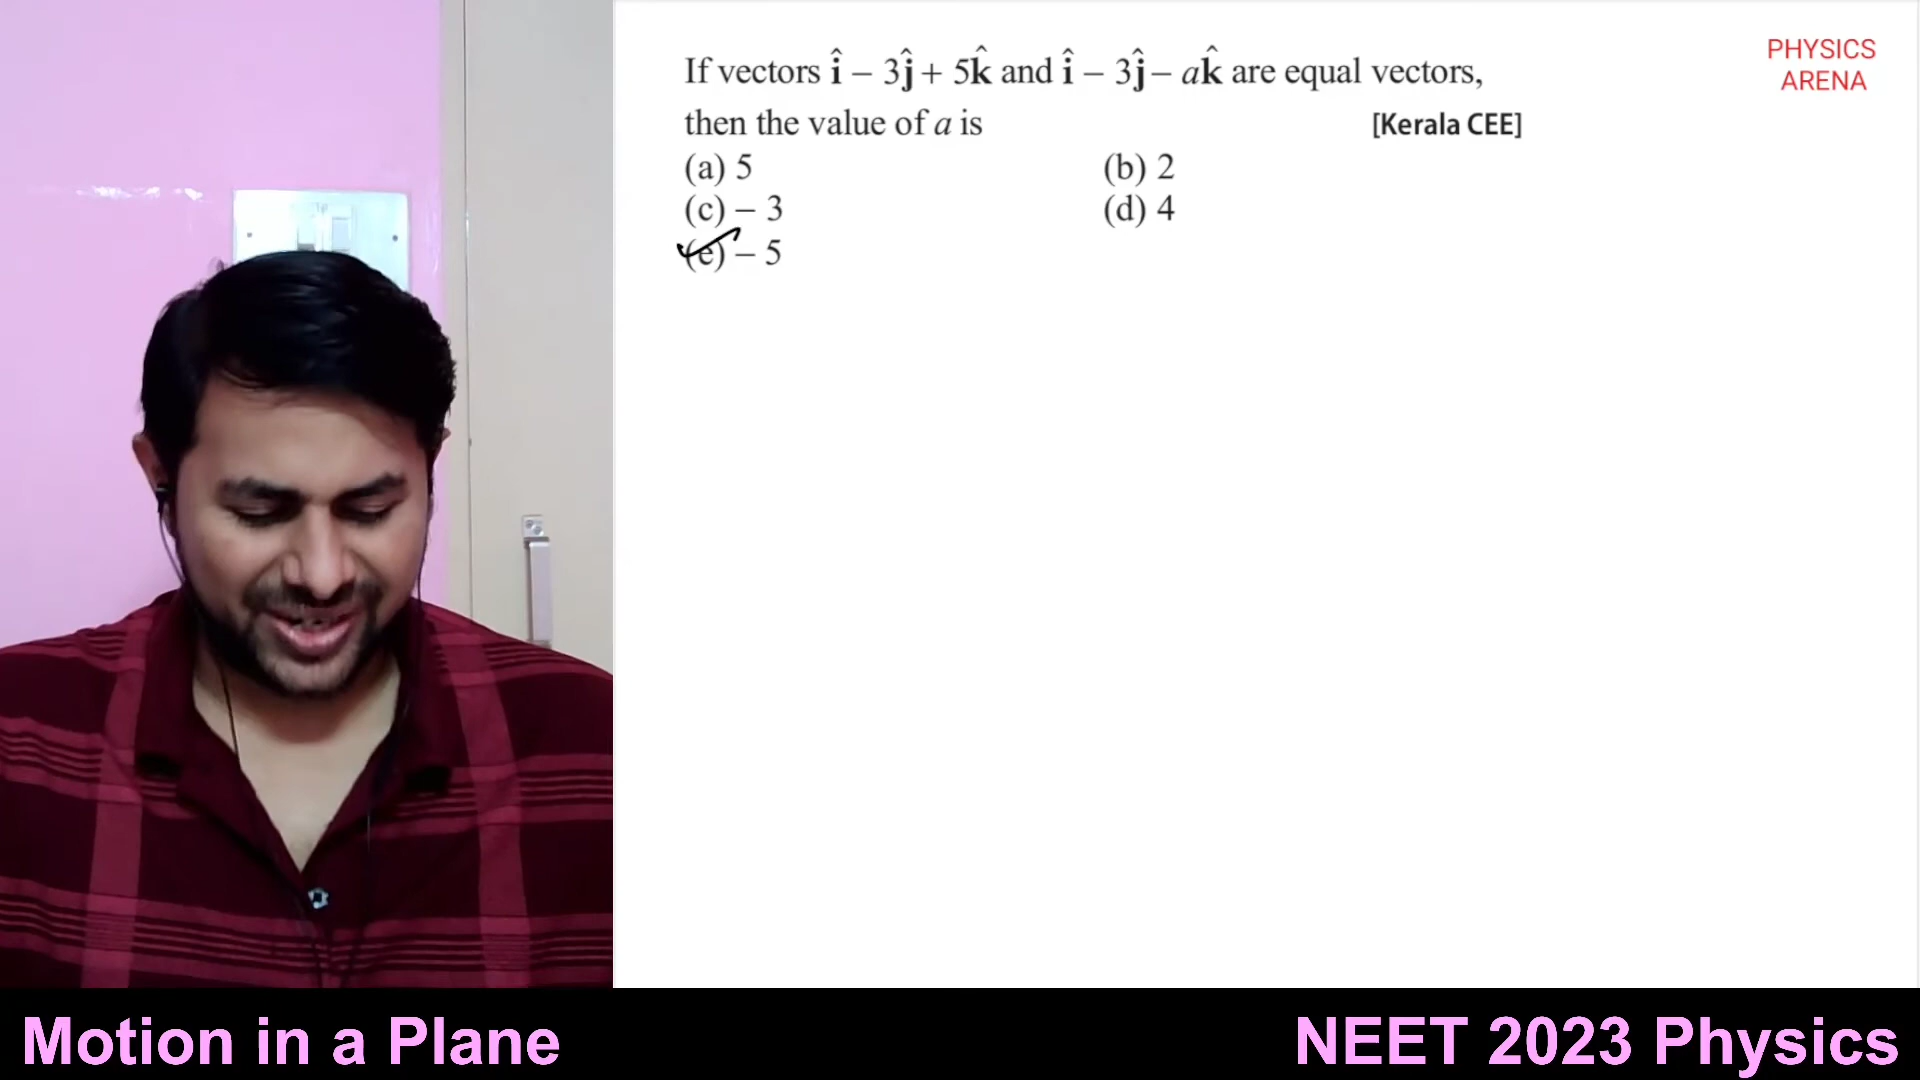 If vectors î – 3ĵ + 5k̂ and î – 3ĵ – ak̂ are equal vectors,
then the value of a is [Kerala CEE]
(a) 5 (b) 2
(c) – 3 (d) 4
(e) – 5
PHYSICS
ARENA
Motion in a Plane
NEET 2023 Physics